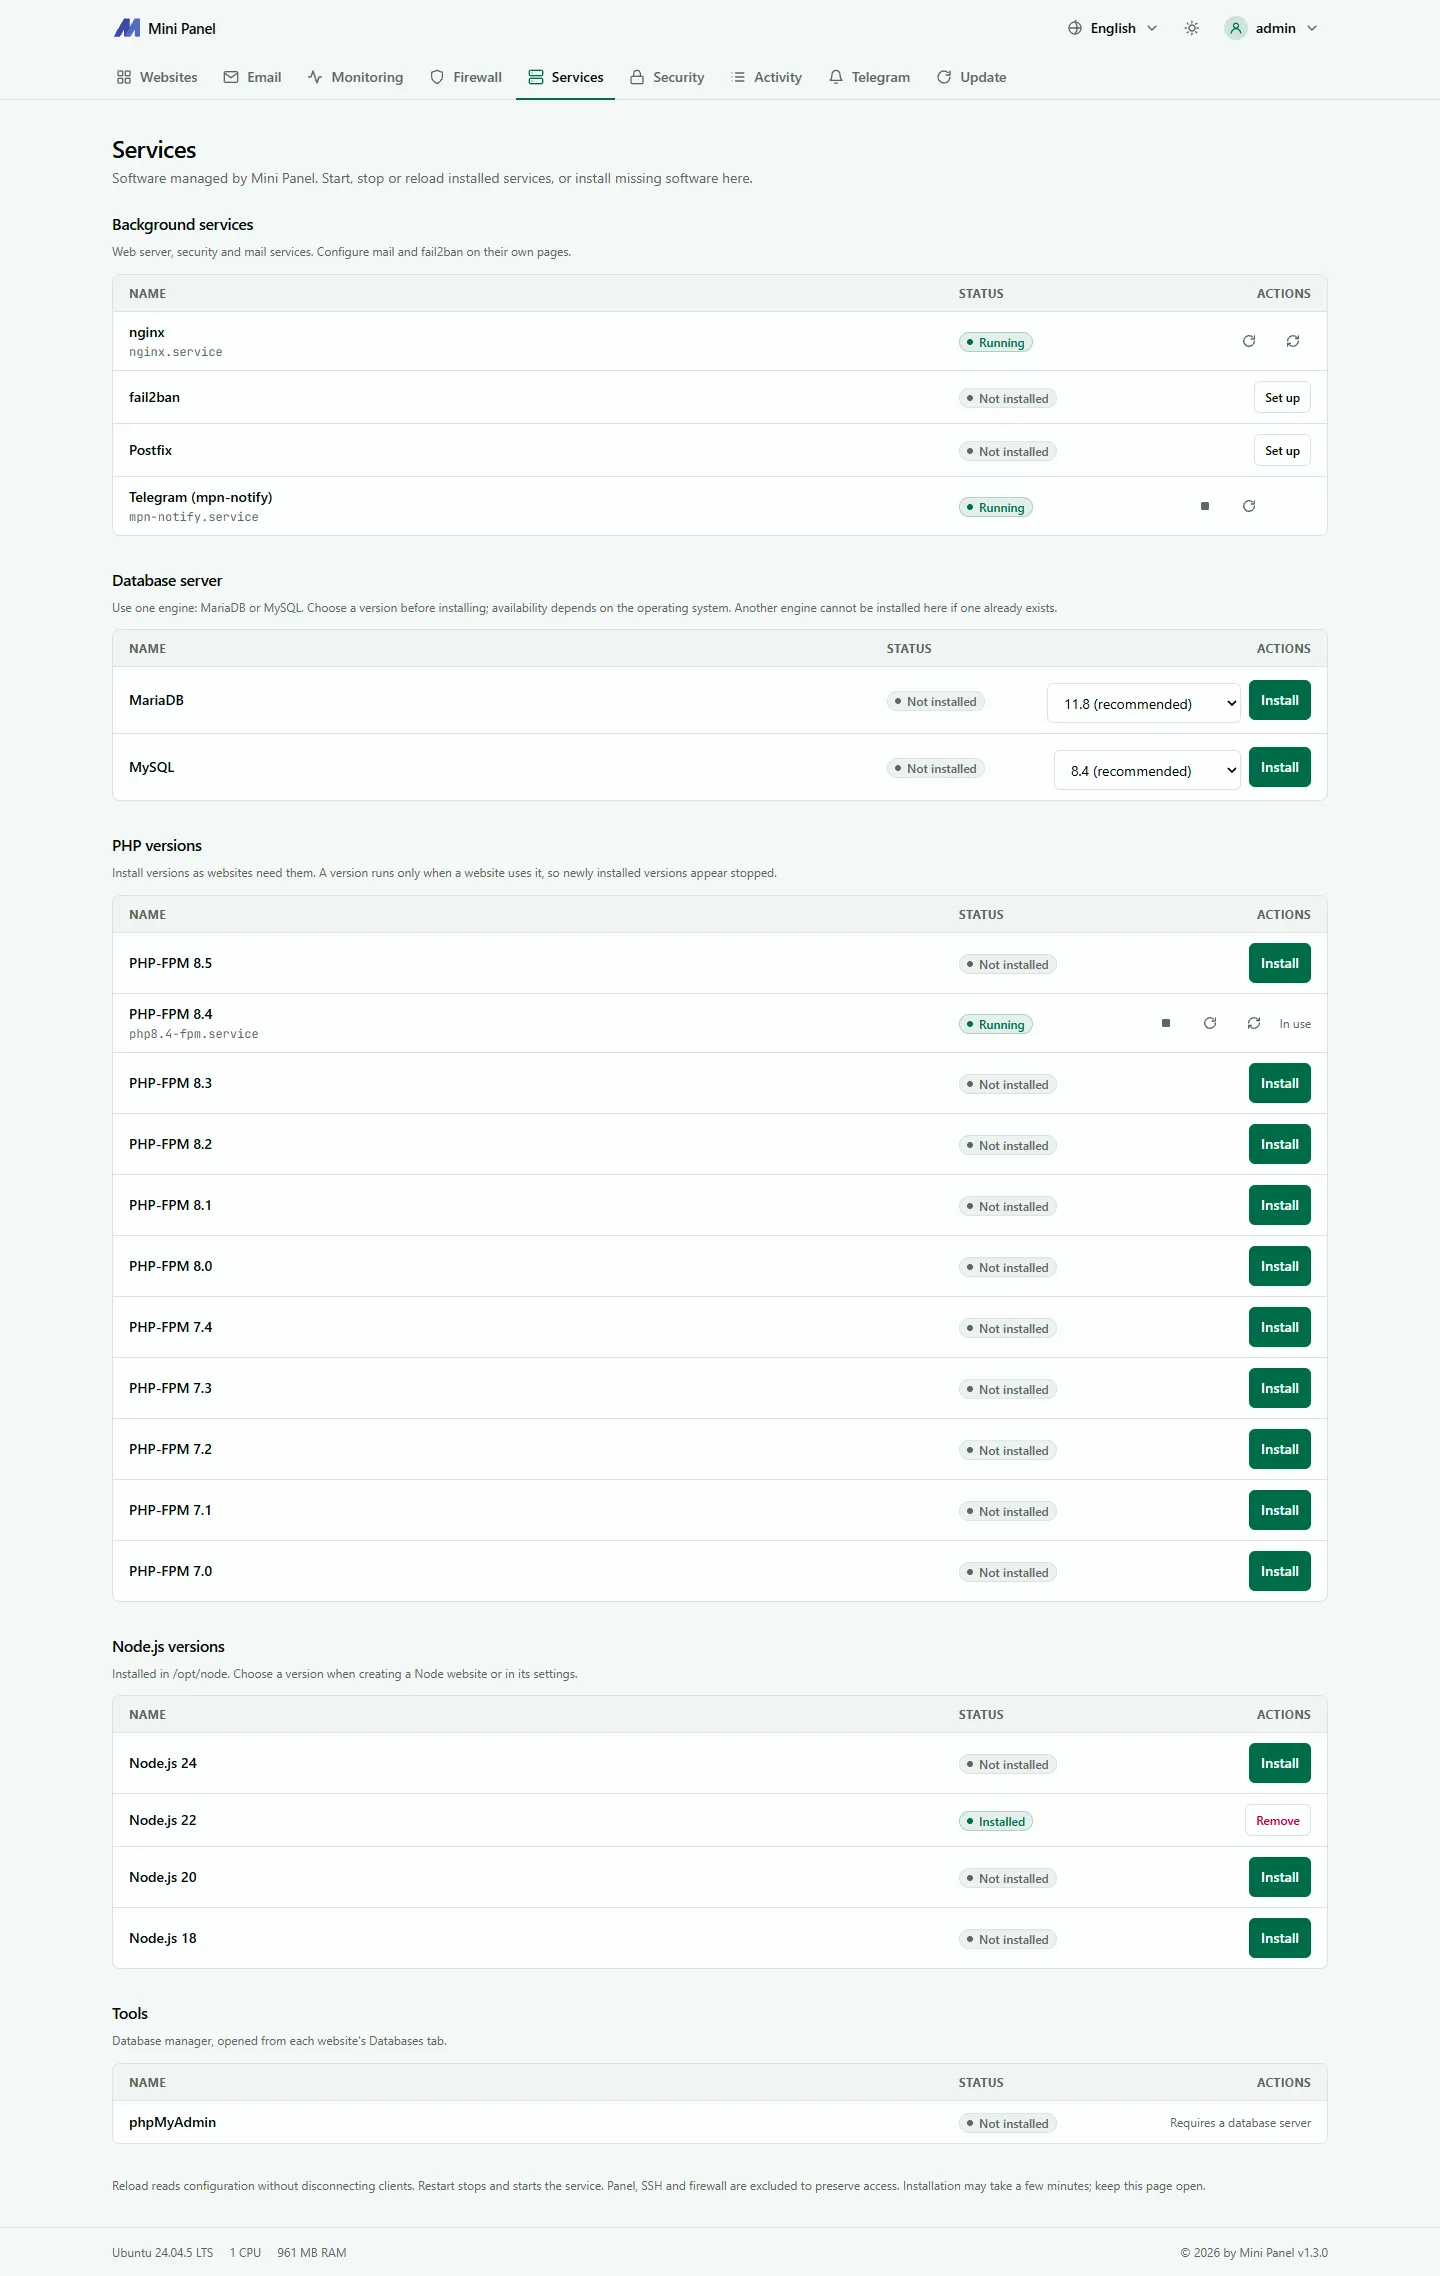 Mini Panel
English
admin
Websites Email Monitoring Firewall Services Security Activity Telegram Update
Services
Software managed by Mini Panel. Start, stop or reload installed services, or install missing software here.
Background services
Web server, security and mail services. Configure mail and fail2ban on their own pages.
NAME STATUS ACTIONS
nginx
nginx.service
Running
fail2ban Not installed Set up
Postfix Not installed Set up
Telegram (mpn-notify)
mpn-notify.service
Running
Database server
Use one engine: MariaDB or MySQL. Choose a version before installing; availability depends on the operating system. Another engine cannot be installed here if one already exists.
NAME STATUS ACTIONS
MariaDB Not installed 11.8 (recommended) Install
MySQL Not installed 8.4 (recommended) Install
PHP versions
Install versions as websites need them. A version runs only when a website uses it, so newly installed versions appear stopped.
NAME STATUS ACTIONS
PHP-FPM 8.5 Not installed Install
PHP-FPM 8.4
php8.4-fpm.service
Running In use
PHP-FPM 8.3 Not installed Install
PHP-FPM 8.2 Not installed Install
PHP-FPM 8.1 Not installed Install
PHP-FPM 8.0 Not installed Install
PHP-FPM 7.4 Not installed Install
PHP-FPM 7.3 Not installed Install
PHP-FPM 7.2 Not installed Install
PHP-FPM 7.1 Not installed Install
PHP-FPM 7.0 Not installed Install
Node.js versions
Installed in /opt/node. Choose a version when creating a Node website or in its settings.
NAME STATUS ACTIONS
Node.js 24 Not installed Install
Node.js 22 Installed Remove
Node.js 20 Not installed Install
Node.js 18 Not installed Install
Tools
Database manager, opened from each website's Databases tab.
NAME STATUS ACTIONS
phpMyAdmin Not installed Requires a database server
Reload reads configuration without disconnecting clients. Restart stops and starts the service. Panel, SSH and firewall are excluded to preserve access. Installation may take a few minutes; keep this page open.
Ubuntu 24.04.5 LTS 1 CPU 961 MB RAM © 2026 by Mini Panel v1.3.0